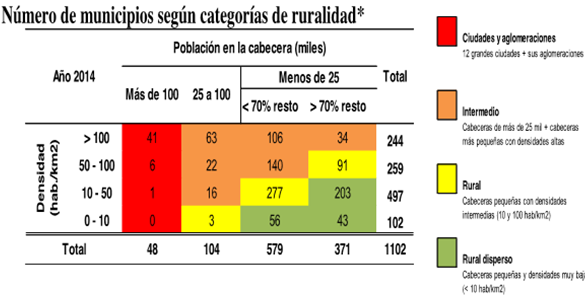 Número de municipios según categorías de ruralidad*
Población en la cabecera (miles)
Año 2014
Menos de 25
Total
Más de 100
25 a 100
< 70% resto
> 70% resto
Densidad (hab./km2)
> 100 41 63 106 34 244
50 - 100 6 22 140 91 259
10 - 50 1 16 277 203 497
0 - 10 0 3 56 43 102
Total 48 104 579 371 1102
Ciudades y aglomeraciones
12 grandes ciudades + sus aglomeraciones
Intermedio
Cabeceras de más de 25 mil + cabeceras
más pequeñas con densidades altas
Rural
Cabeceras pequeñas con densidades
intermedias (10 y 100 hab/km2)
Rural disperso
Cabeceras pequeñas y densidades muy baj
(< 10 hab/km2)